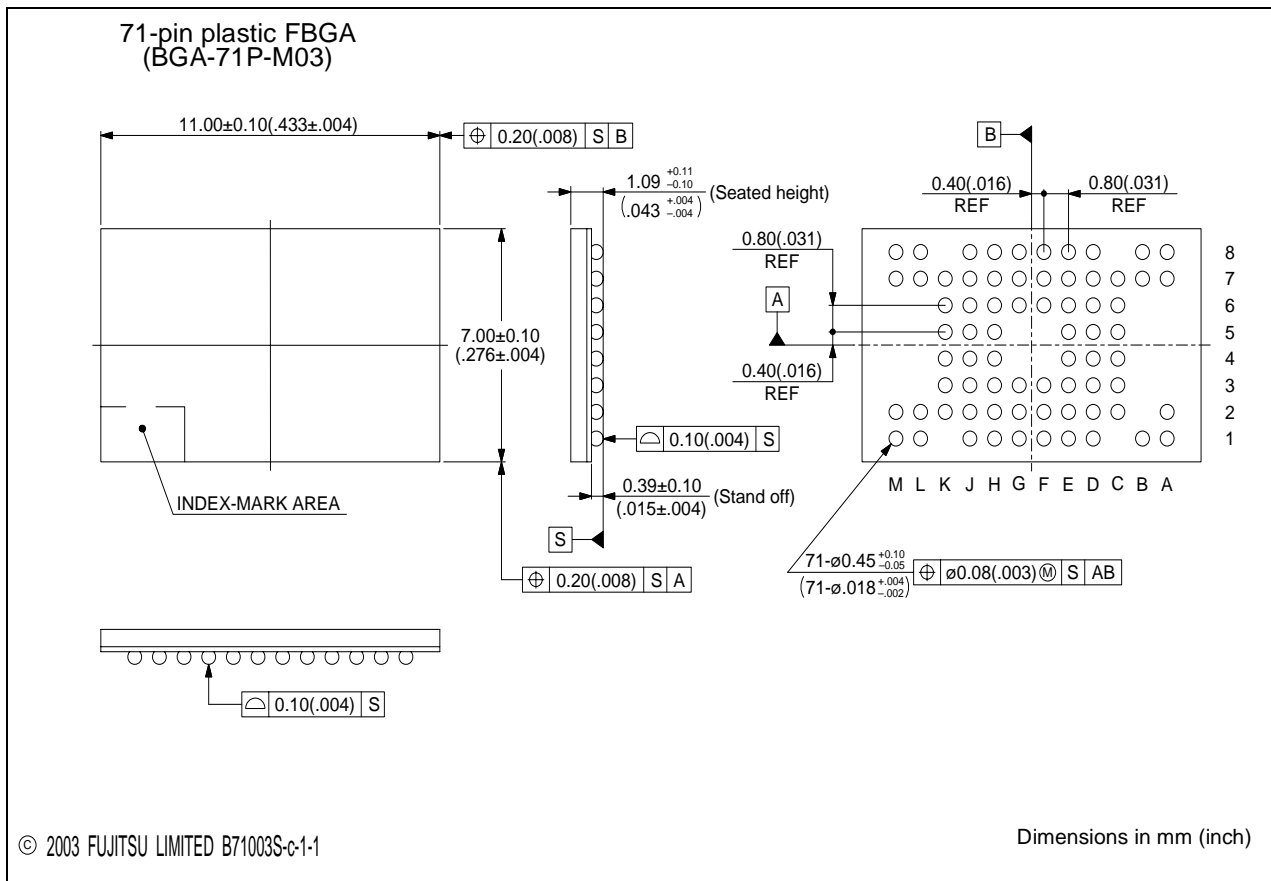 71-pin plastic FBGA
(BGA-71P-M03)
11.00±0.10(.433±.004)
⌖ 0.20(.008) S B
1.09 +0.11 –0.10 (Seated height)
(.043 +.004 –.004)
B
0.40(.016) REF
0.80(.031) REF
0.80(.031) REF
A
0.40(.016) REF
8
7
6
5
4
3
2
1
7.00±0.10
(.276±.004)
⌓ 0.10(.004) S
INDEX-MARK AREA
0.39±0.10 (Stand off)
(.015±.004)
S
M L K J H G F E D C B A
⌖ 0.20(.008) S A
71-ø0.45 +0.10 –0.05
(71-ø.018 +.004 –.002)
⌖ ø0.08(.003)Ⓜ S AB
⌓ 0.10(.004) S
© 2003 FUJITSU LIMITED B71003S-c-1-1
Dimensions in mm (inch)